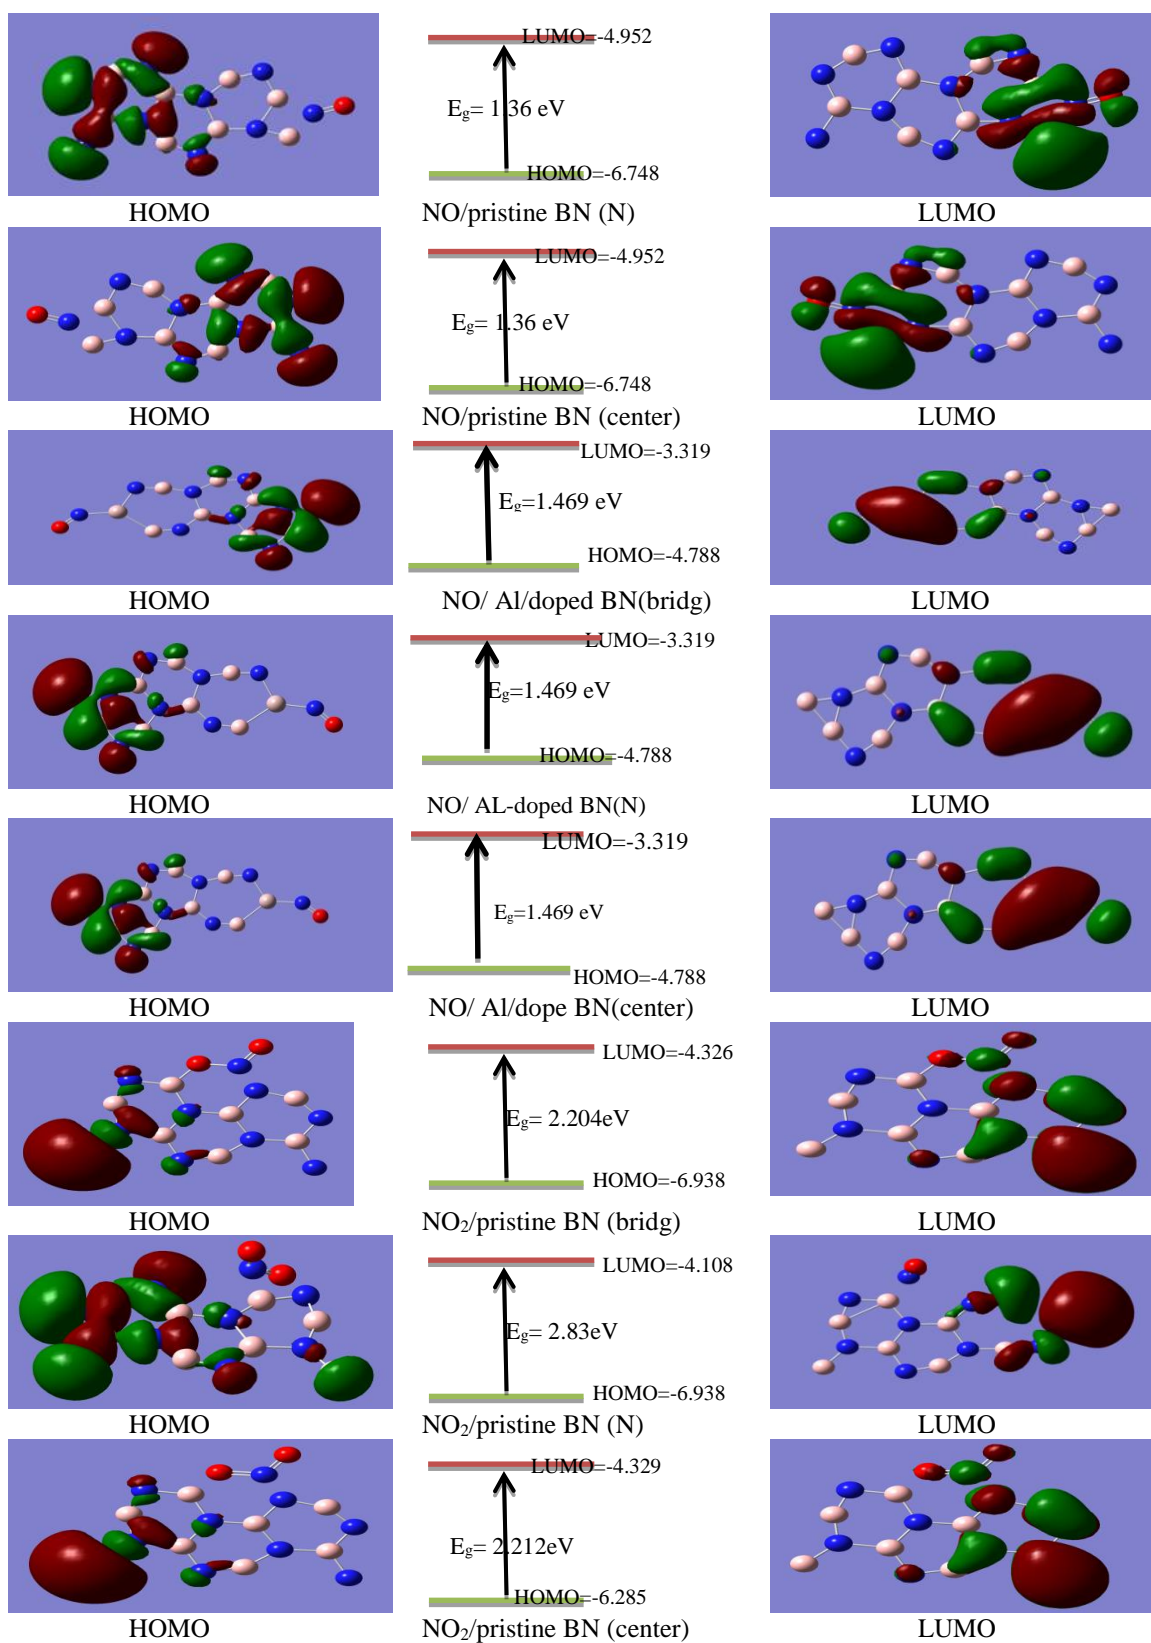 LUMO=-4.952
Eg= 1.36 eV
HOMO=-6.748
HOMO NO/pristine BN (N) LUMO
LUMO=-4.952
Eg= 1.36 eV
HOMO=-6.748
HOMO NO/pristine BN (center) LUMO
LUMO=-3.319
Eg=1.469 eV
HOMO=-4.788
HOMO NO/ Al/doped BN(bridg) LUMO
LUMO=-3.319
Eg=1.469 eV
HOMO=-4.788
HOMO NO/ AL-doped BN(N) LUMO
LUMO=-3.319
Eg=1.469 eV
HOMO=-4.788
HOMO NO/ Al/dope BN(center) LUMO
LUMO=-4.326
Eg= 2.204eV
HOMO=-6.938
HOMO NO₂/pristine BN (bridg) LUMO
LUMO=-4.108
Eg= 2.83eV
HOMO=-6.938
HOMO NO₂/pristine BN (N) LUMO
LUMO=-4.329
Eg= 2.212eV
HOMO=-6.285
HOMO NO₂/pristine BN (center) LUMO